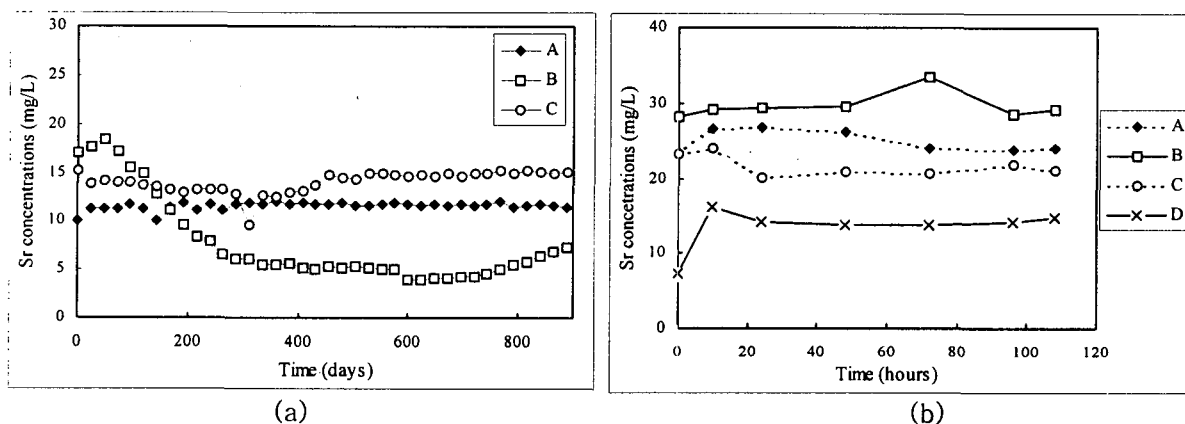 30
25
20
15
10
5
0
Sr concentrations (mg/L)
A
B
C
0 200 400 600 800
Time (days)
(a)
40
30
20
10
0
Sr concetrations (mg/L)
A
B
C
D
0 20 40 60 80 100 120
Time (hours)
(b)